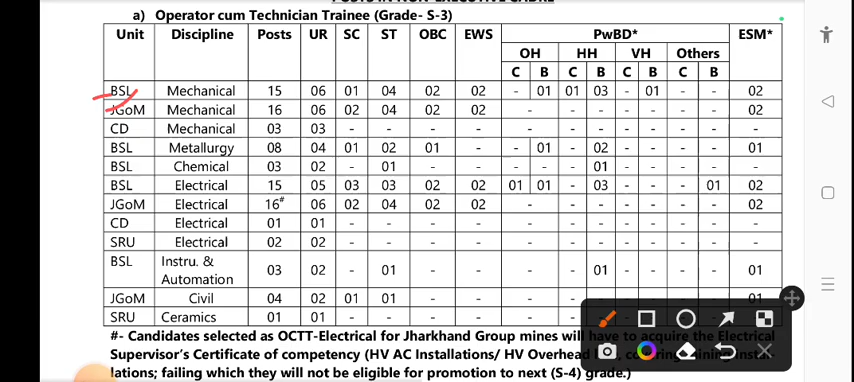 a) Operator cum Technician Trainee (Grade- S-3)
Unit Discipline Posts UR SC ST OBC EWS PwBD* ESM*
OH HH VH Others
C B C B C B C B
BSL Mechanical 15 06 01 04 02 02 - 01 01 03 - 01 - - 02
JGoM Mechanical 16 06 02 04 02 02 - - - - 02
CD Mechanical 03 03 - - - - - - - - -
BSL Metallurgy 08 04 01 02 01 - - 01 - 02 - - - - 01
BSL Chemical 03 02 - 01 - - - - - 01 - - - - -
BSL Electrical 15 05 03 03 02 02 01 01 - 03 - - - 01 02
JGoM Electrical 16# 06 02 04 02 02 - - - - 02
CD Electrical 01 01 - - - - - - - - -
SRU Electrical 02 02 - - - - - - - - -
BSL Instru. & Automation 03 02 - 01 - - - - - 01 - - - - 01
JGoM Civil 04 02 01 01 - - - - - - 01
SRU Ceramics 01 01 - - - -
#- Candidates selected as OCTT-Electrical for Jharkhand Group mines will have to acquire the Electrical
Supervisor's Certificate of competency (HV AC Installations/ HV Overhead
lations; failing which they will not be eligible for promotion to next (S-4) grade.)